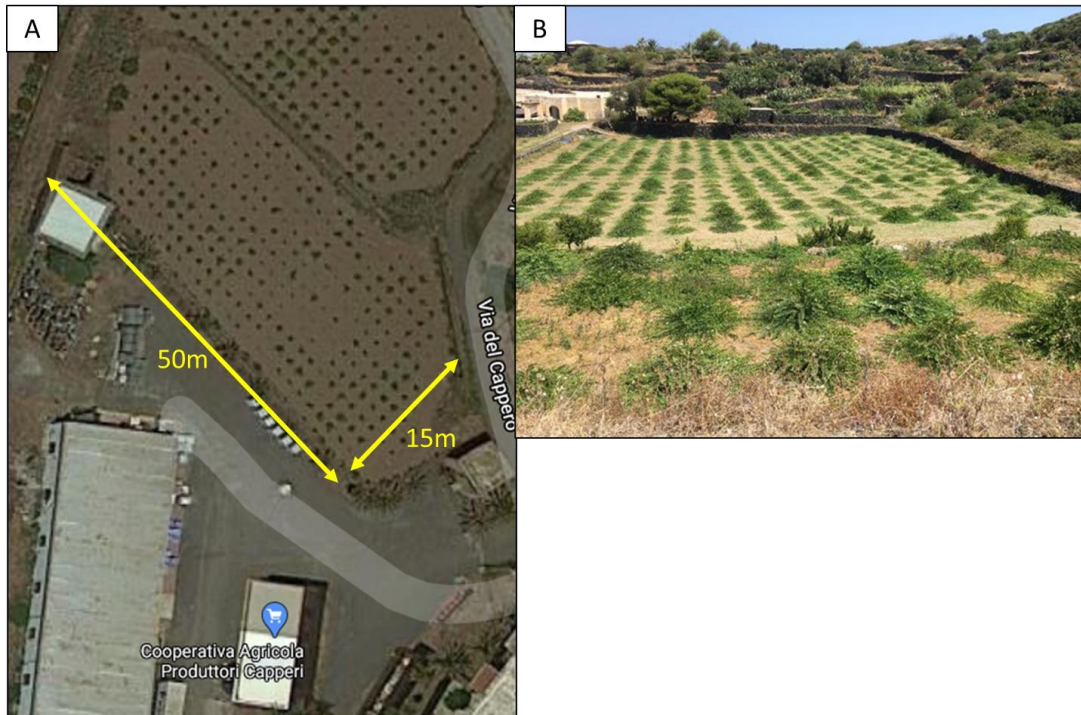 A
B
50m
15m
Via del Cappero
Cooperativa Agricola
Produttori Capperi